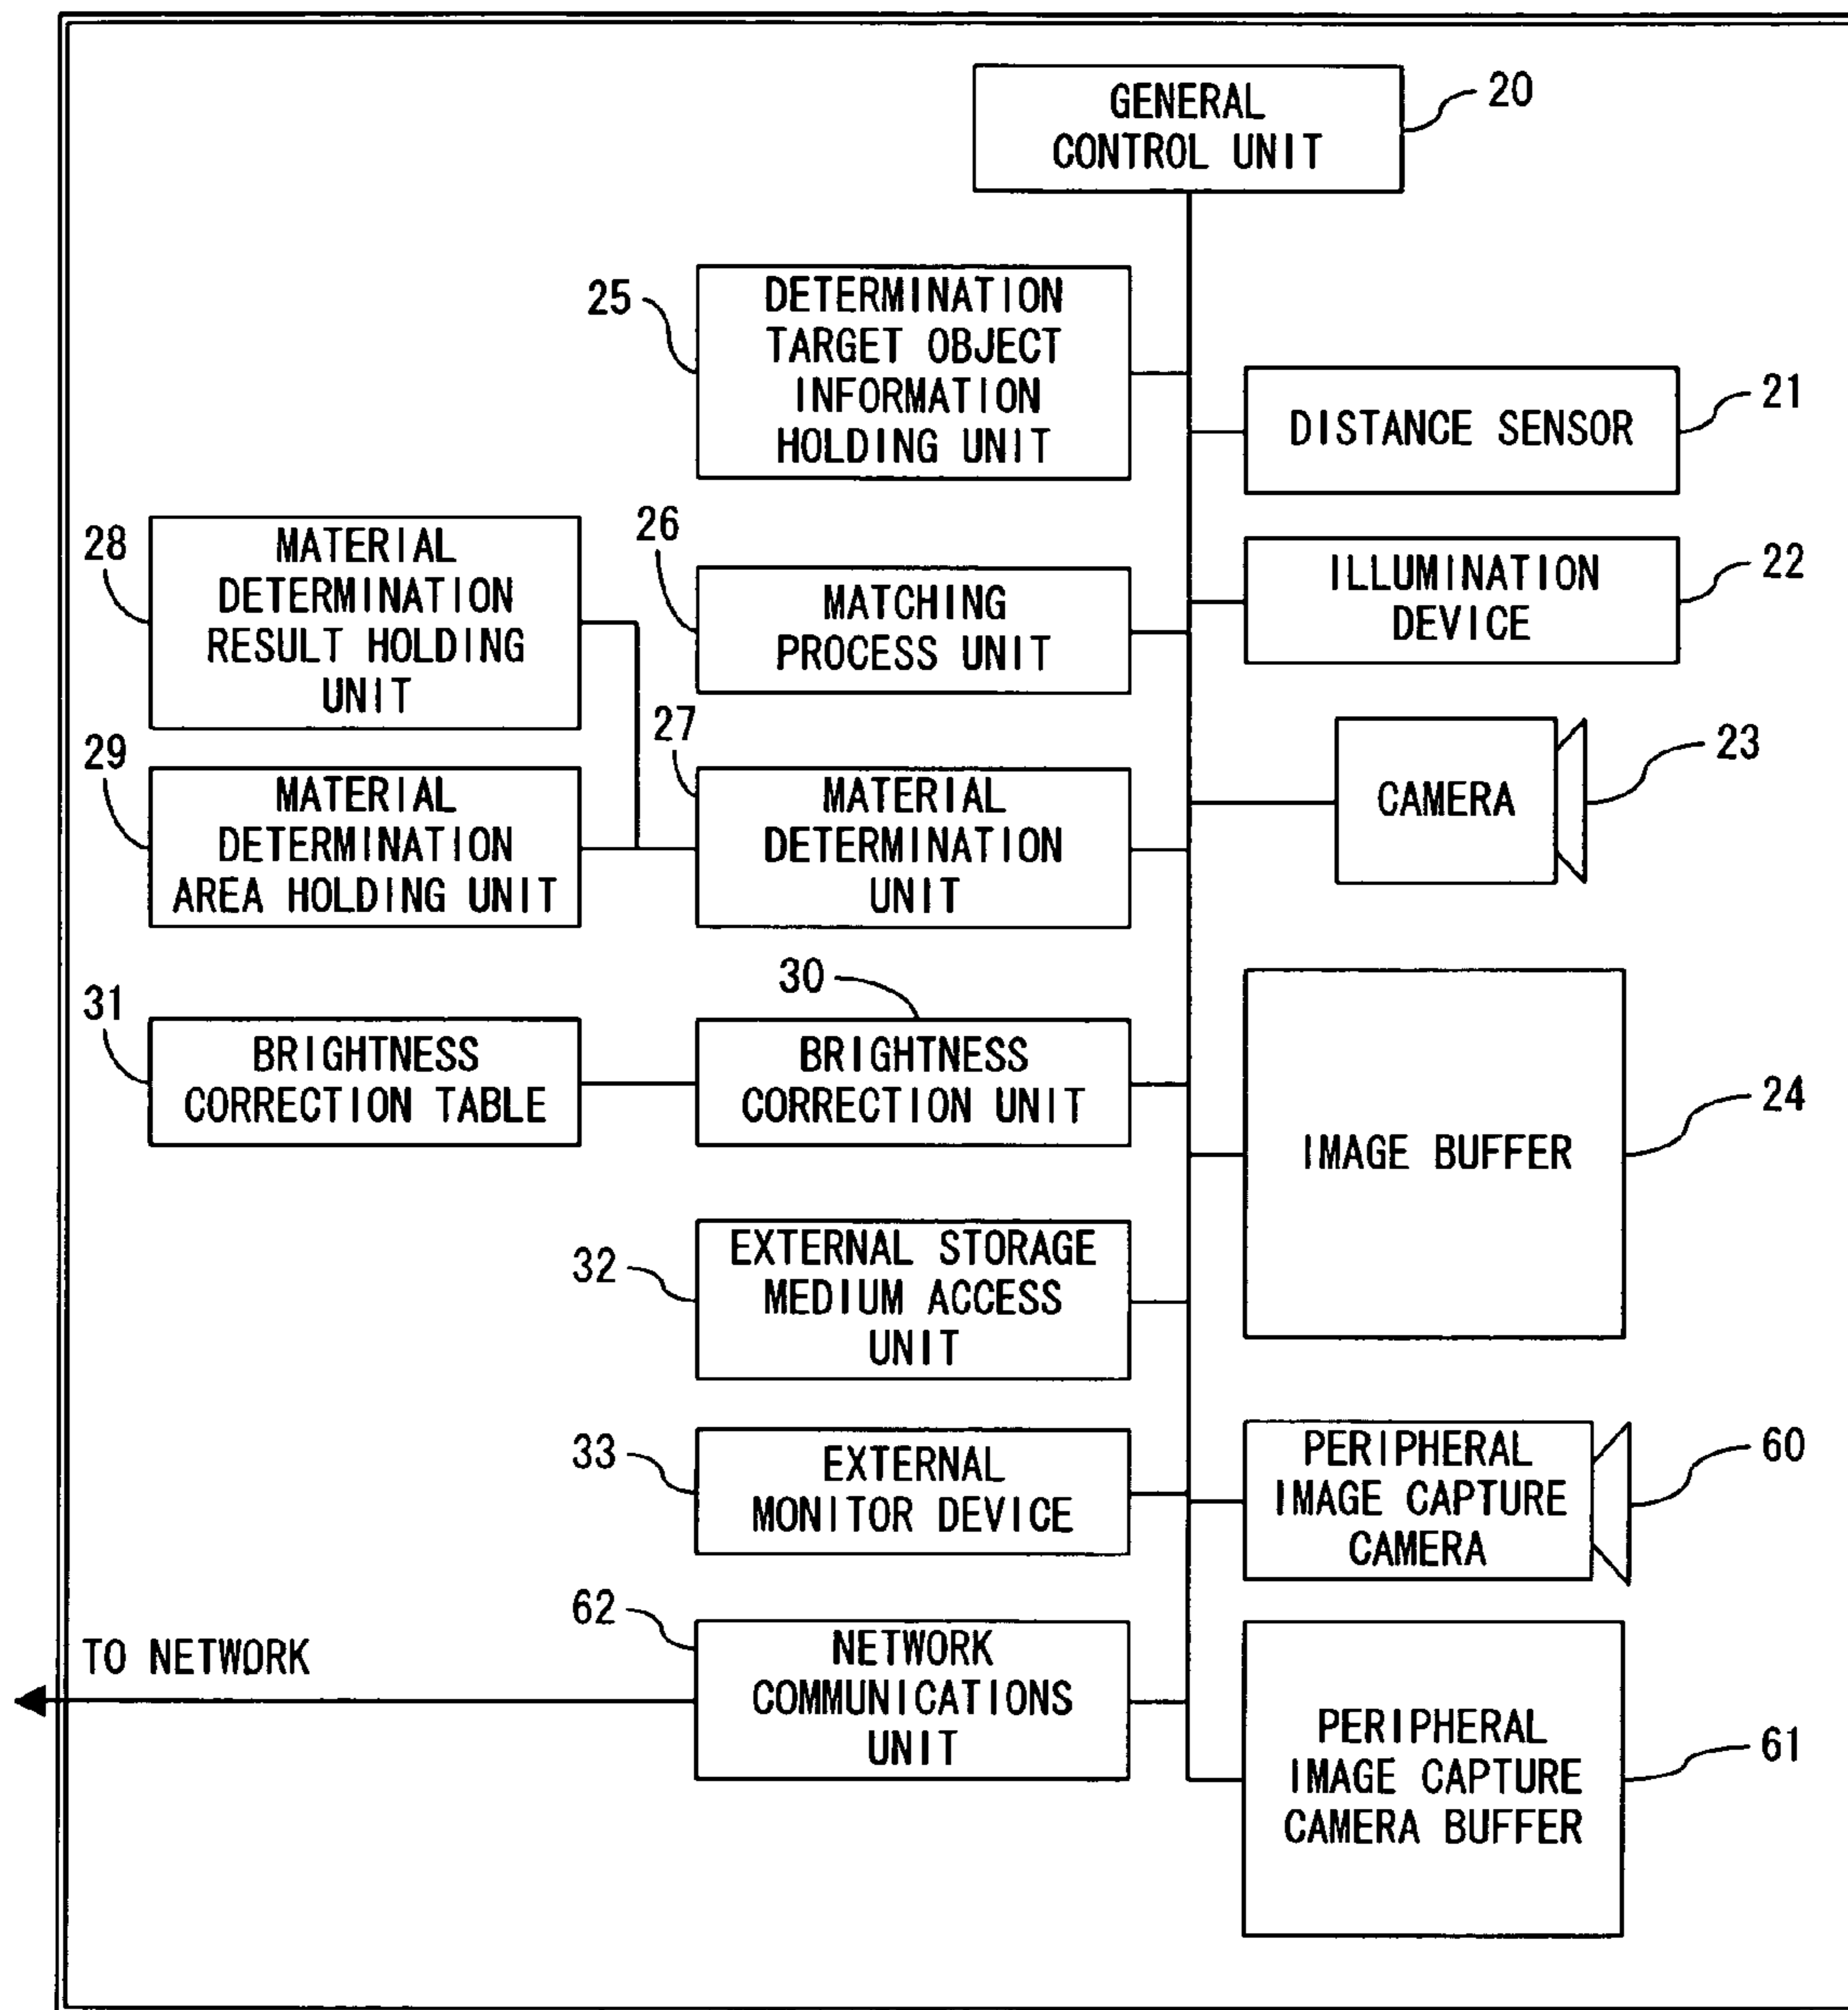 GENERAL
CONTROL UNIT
20
25
DETERMINATION
TARGET OBJECT
INFORMATION
HOLDING UNIT
DISTANCE SENSOR
21
28
MATERIAL
DETERMINATION
RESULT HOLDING
UNIT
26
MATCHING
PROCESS UNIT
ILLUMINATION
DEVICE
22
29
MATERIAL
DETERMINATION
AREA HOLDING UNIT
27
MATERIAL
DETERMINATION
UNIT
CAMERA
23
31
BRIGHTNESS
CORRECTION TABLE
30
BRIGHTNESS
CORRECTION UNIT
IMAGE BUFFER
24
32
EXTERNAL STORAGE
MEDIUM ACCESS
UNIT
33
EXTERNAL
MONITOR DEVICE
PERIPHERAL
IMAGE CAPTURE
CAMERA
60
TO NETWORK
62
NETWORK
COMMUNICATIONS
UNIT
PERIPHERAL
IMAGE CAPTURE
CAMERA BUFFER
61